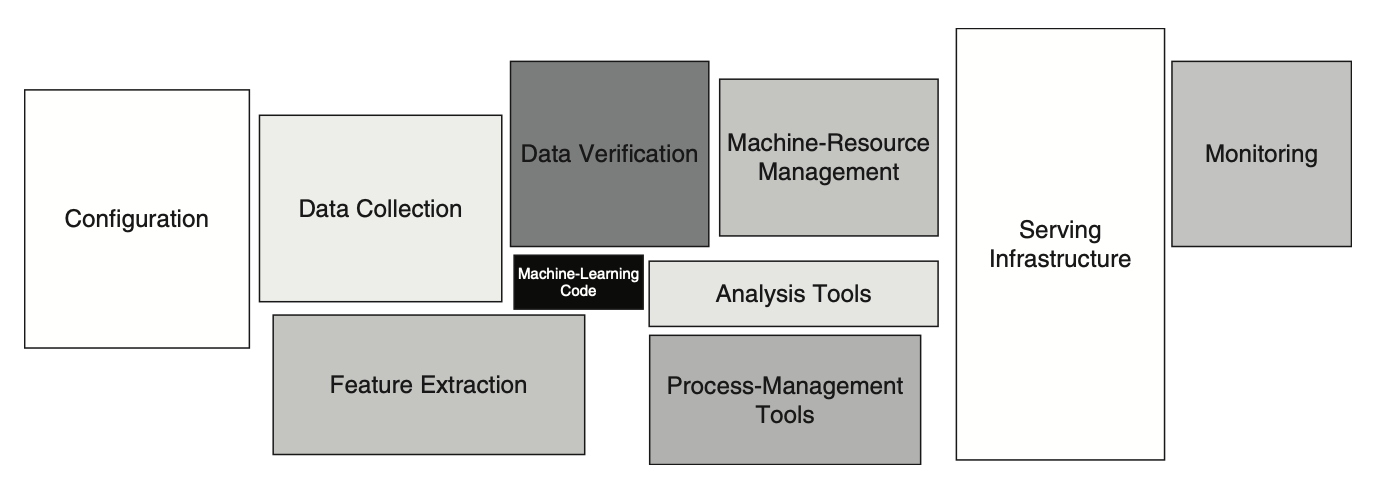 Configuration
Data Collection
Data Verification
Machine-Resource
Management
Serving
Infrastructure
Monitoring
Machine-Learning
Code
Analysis Tools
Feature Extraction
Process-Management
Tools